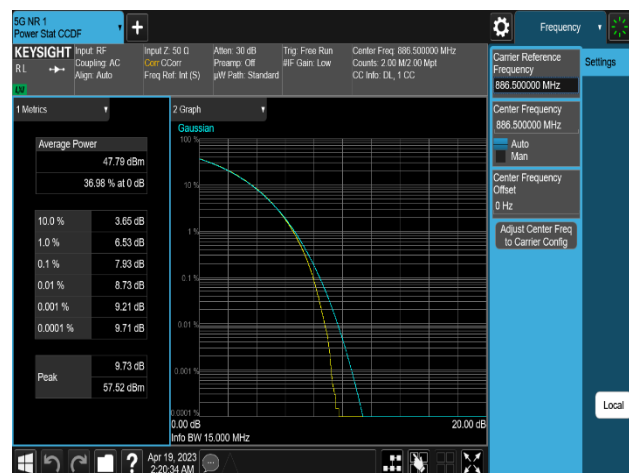 5G NR 1
Power Stat CCDF
Frequency
KEYSIGHT
RL
LV
Input: RF
Coupling: AC
Align: Auto
Input Z: 50 Ω
Corr CCorr
Freq Ref: Int (S)
Atten: 30 dB
Preamp: Off
µW Path: Standard
Trig: Free Run
#IF Gain: Low
Center Freq: 886.500000 MHz
Counts: 2.00 M/2.00 Mpt
CC Info: DL, 1 CC
1 Metrics
Average Power
47.79 dBm
36.98 % at 0 dB
10.0 % 3.65 dB
1.0 % 6.53 dB
0.1 % 7.93 dB
0.01 % 8.73 dB
0.001 % 9.21 dB
0.0001 % 9.71 dB
Peak
9.73 dB
57.52 dBm
2 Graph
Gaussian
100 %
10 %
1 %
0.1 %
0.01 %
0.001 %
0.0001 %
0.00 dB
20.00 dB
Info BW 15.000 MHz
Carrier Reference
Frequency
886.500000 MHz
Center Frequency
886.500000 MHz
Auto
Man
Center Frequency
Offset
0 Hz
Adjust Center Freq
to Carrier Config
Settings
Local
?
Apr 19, 2023
2:20:34 AM